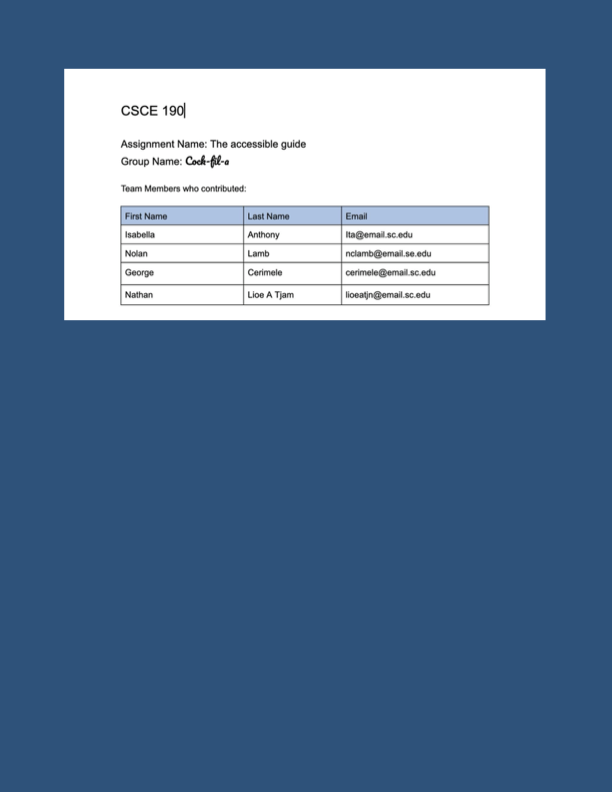 CSCE 190
Assignment Name: The accessible guide
Group Name: Cock-fil-a
Team Members who contributed:
First Name Last Name Email
Isabella Anthony lta@email.sc.edu
Nolan Lamb nclamb@email.se.edu
George Cerimele cerimele@email.sc.edu
Nathan Lioe A Tjam lioeatjn@email.sc.edu